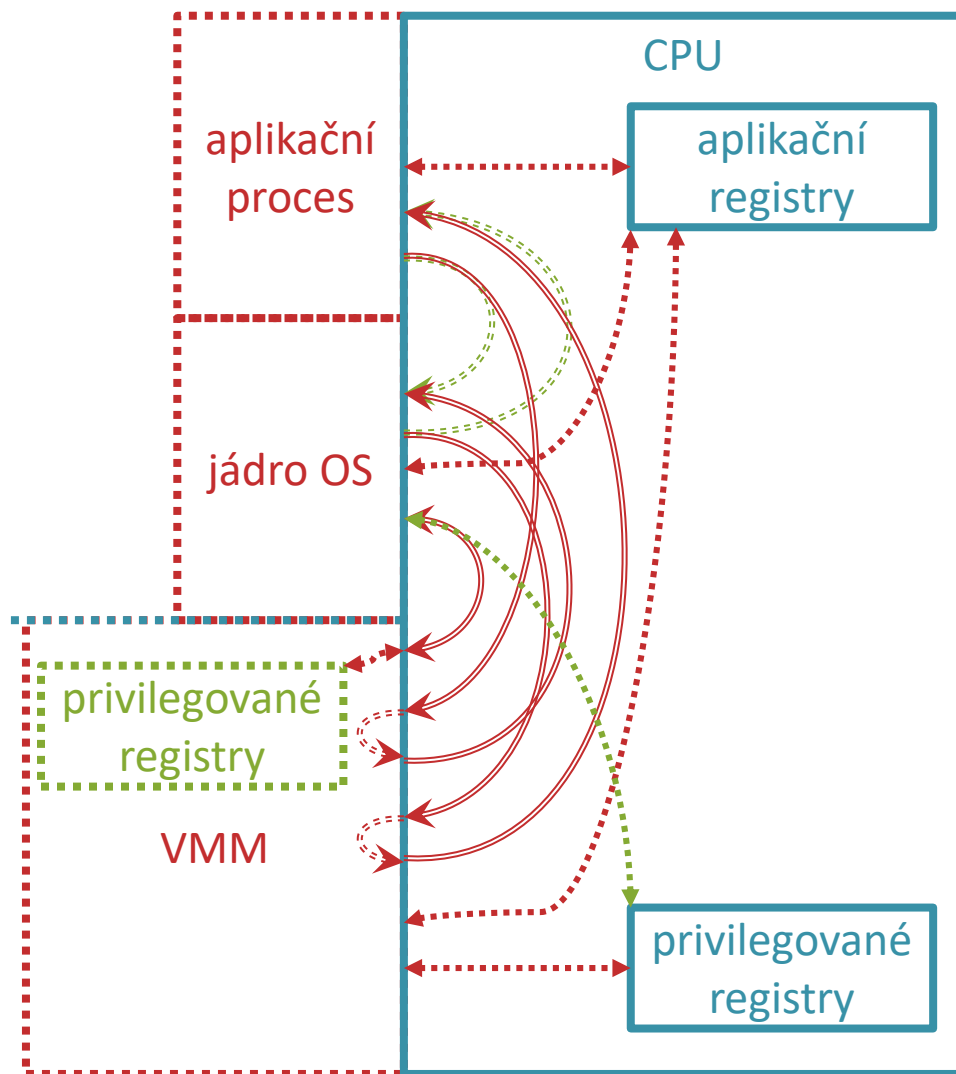 CPU
aplikační
proces
aplikační
registry
jádro OS
privilegované
registry
VMM
privilegované
registry